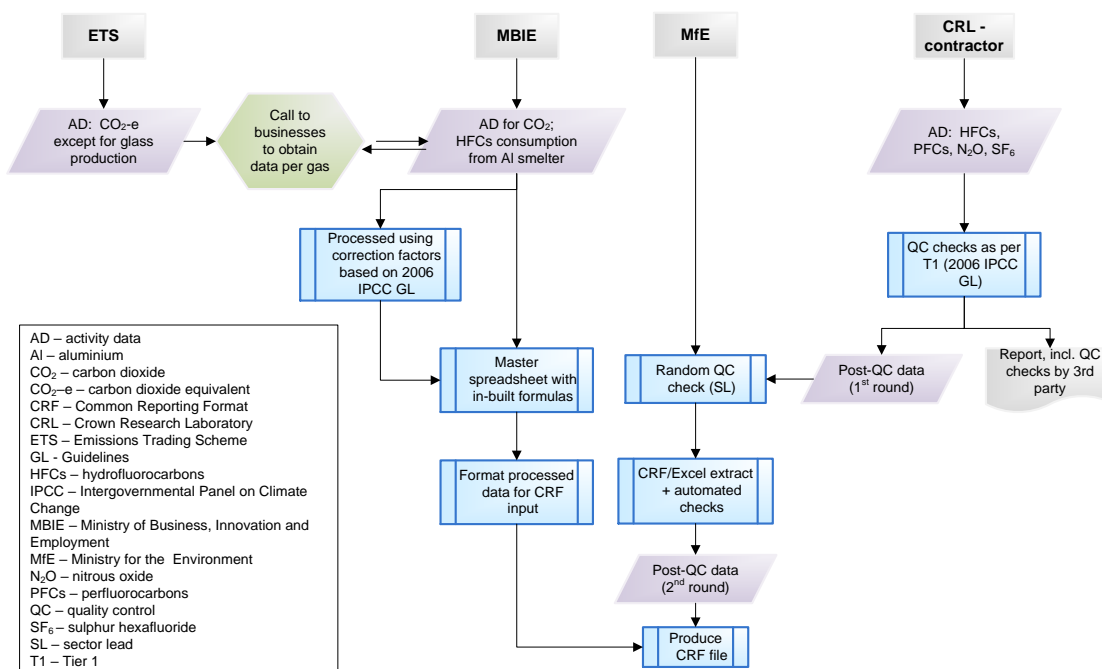 ETS
MBIE
MfE
CRL -
contractor
AD: CO₂-e
except for glass
production
Call to
businesses
to obtain
data per gas
AD for CO₂;
HFCs consumption
from Al smelter
AD: HFCs,
PFCs, N₂O, SF₆
Processed using
correction factors
based on 2006
IPCC GL
QC checks as per
T1 (2006 IPCC
GL)
Master
spreadsheet with
in-built formulas
Random QC
check (SL)
Post-QC data
(1st round)
Report, incl. QC
checks by 3rd
party
Format processed
data for CRF
input
CRF/Excel extract
+ automated
checks
Post-QC data
(2nd round)
Produce
CRF file
AD – activity data
Al – aluminium
CO₂ – carbon dioxide
CO₂–e – carbon dioxide equivalent
CRF – Common Reporting Format
CRL – Crown Research Laboratory
ETS – Emissions Trading Scheme
GL - Guidelines
HFCs – hydrofluorocarbons
IPCC – Intergovernmental Panel on Climate
Change
MBIE – Ministry of Business, Innovation and
Employment
MfE – Ministry for the Environment
N₂O – nitrous oxide
PFCs – perfluorocarbons
QC – quality control
SF₆ – sulphur hexafluoride
SL – sector lead
T1 – Tier 1